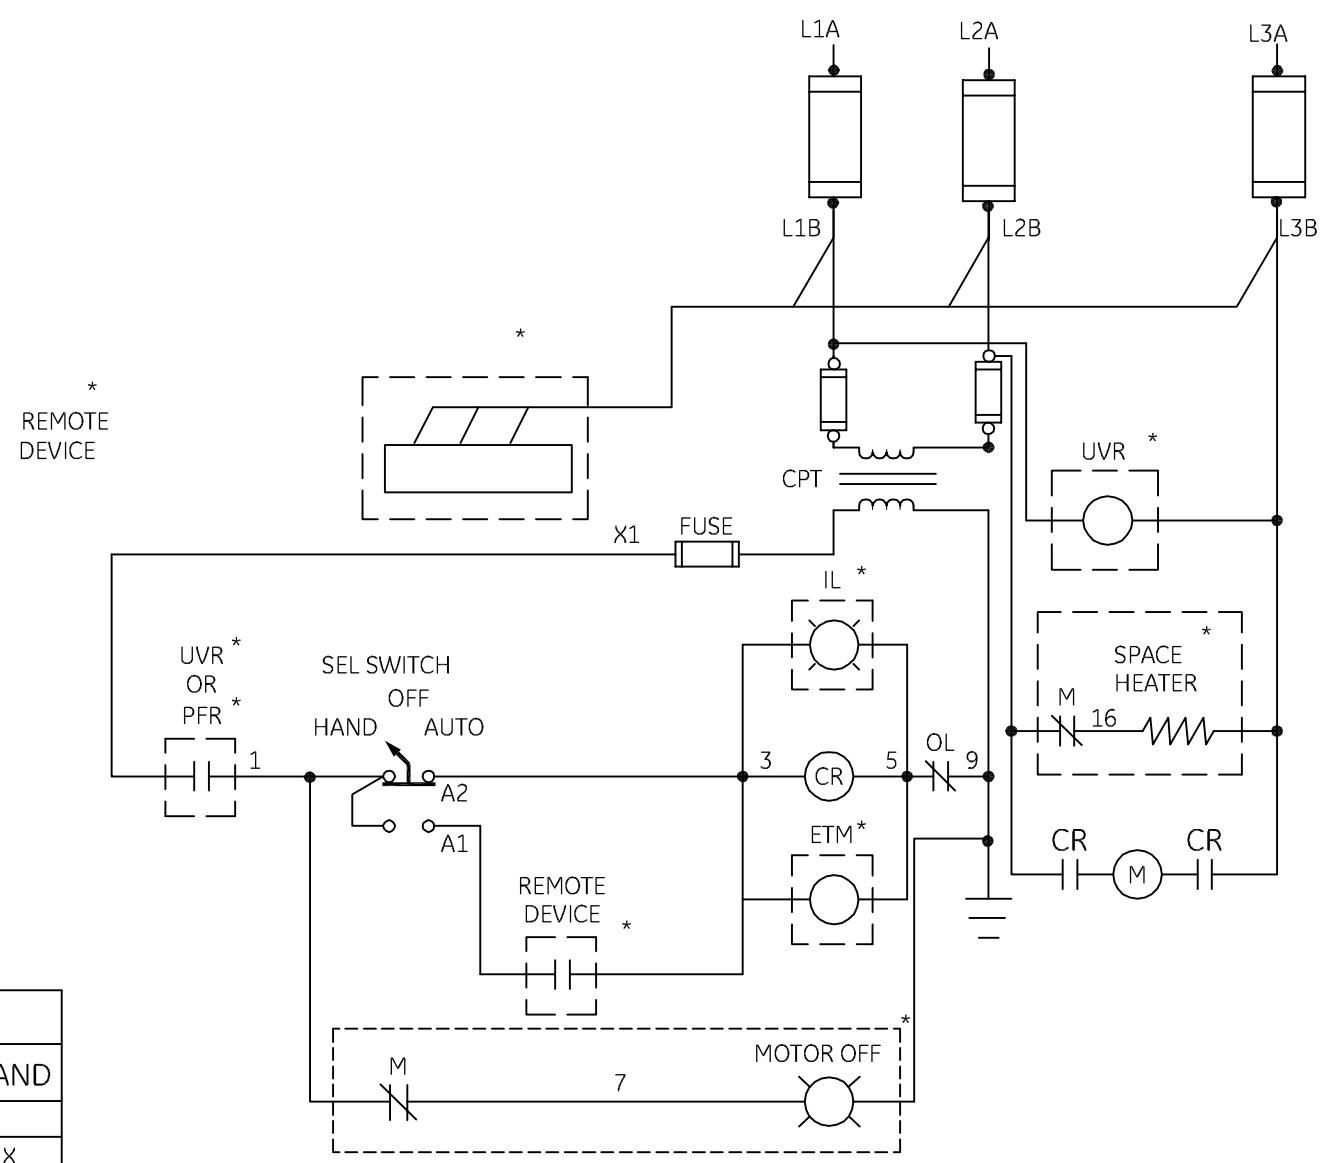 L1A
L2A
L3A
L1B
L2B
L3B
*
*
REMOTE
DEVICE
UVR *
CPT
X1
FUSE
IL *
UVR *
OR
PFR *
SEL SWITCH
OFF
HAND
AUTO
*
SPACE
HEATER
M
16
1
3
CR
5
OL
9
A2
A1
ETM *
CR
M
CR
REMOTE
DEVICE
*
*
MOTOR OFF
M
7
AND
X